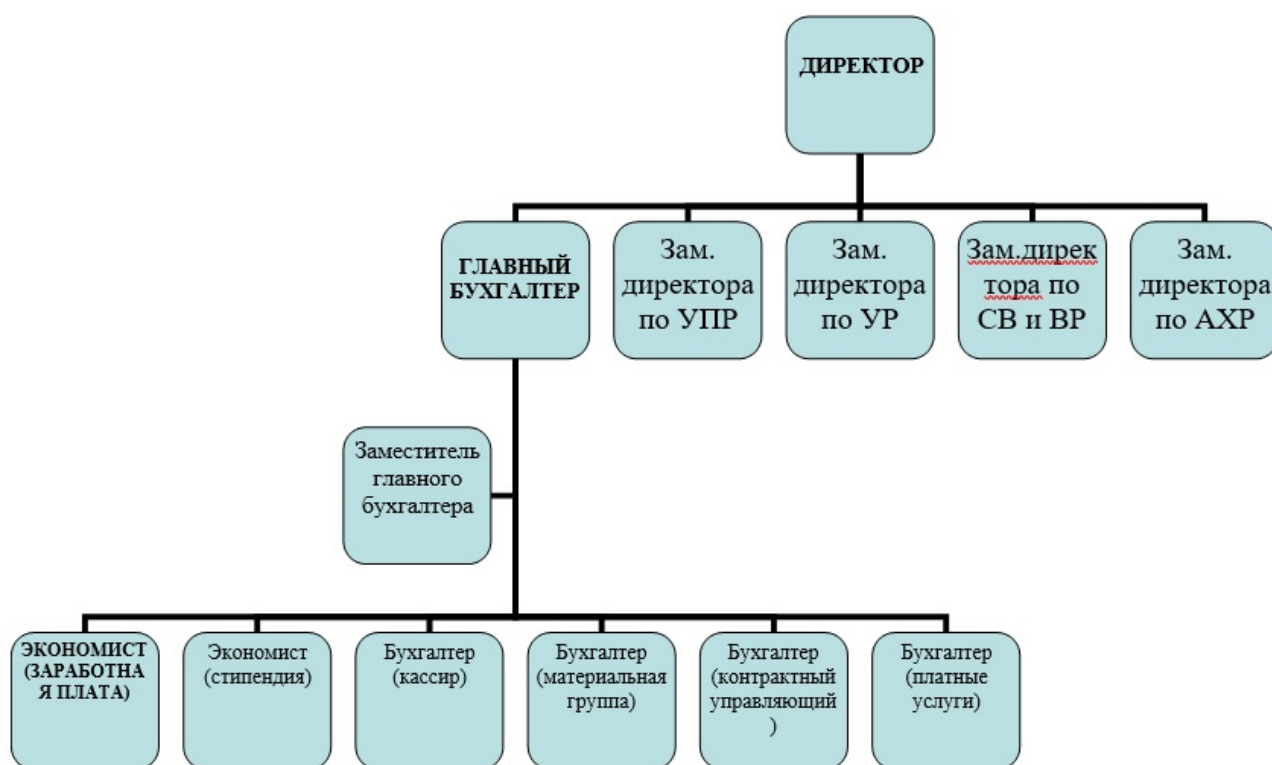 ДИРЕКТОР
ГЛАВНЫЙ
БУХГАЛТЕР
Зам.
директора
по УПР
Зам.
директора
по УР
Зам.дирек
тора по
СВ и ВР
Зам.
директора
по АХР
Заместитель
главного
бухгалтера
ЭКОНОМИСТ
(ЗАРАБОТНА
Я ПЛАТА)
Экономист
(стипендия)
Бухгалтер
(кассир)
Бухгалтер
(материальная
группа)
Бухгалтер
(контрактный
управляющий
)
Бухгалтер
(платные
услуги)